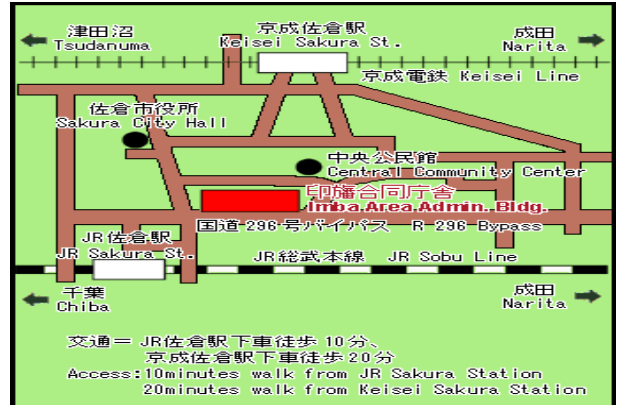 津田沼
Tsudanuma
京成佐倉駅
Keisei Sakura St.
成田
Narita
京成電鉄 Keisei Line
佐倉市役所
Sakura City Hall
中央公民館
Central Community Center
印旛合同庁舎
Imba Area Admin. Bldg.
国道296号バイパス R 296 Bypass
JR佐倉駅
JR Sakura St.
JR総武本線 JR Sobu Line
千葉
Chiba
成田
Narita
交通＝JR佐倉駅下車徒歩10分、
京成佐倉駅下車徒歩20分
Access:10minutes walk from JR Sakura Station
20minutes walk from Keisei Sakura Station